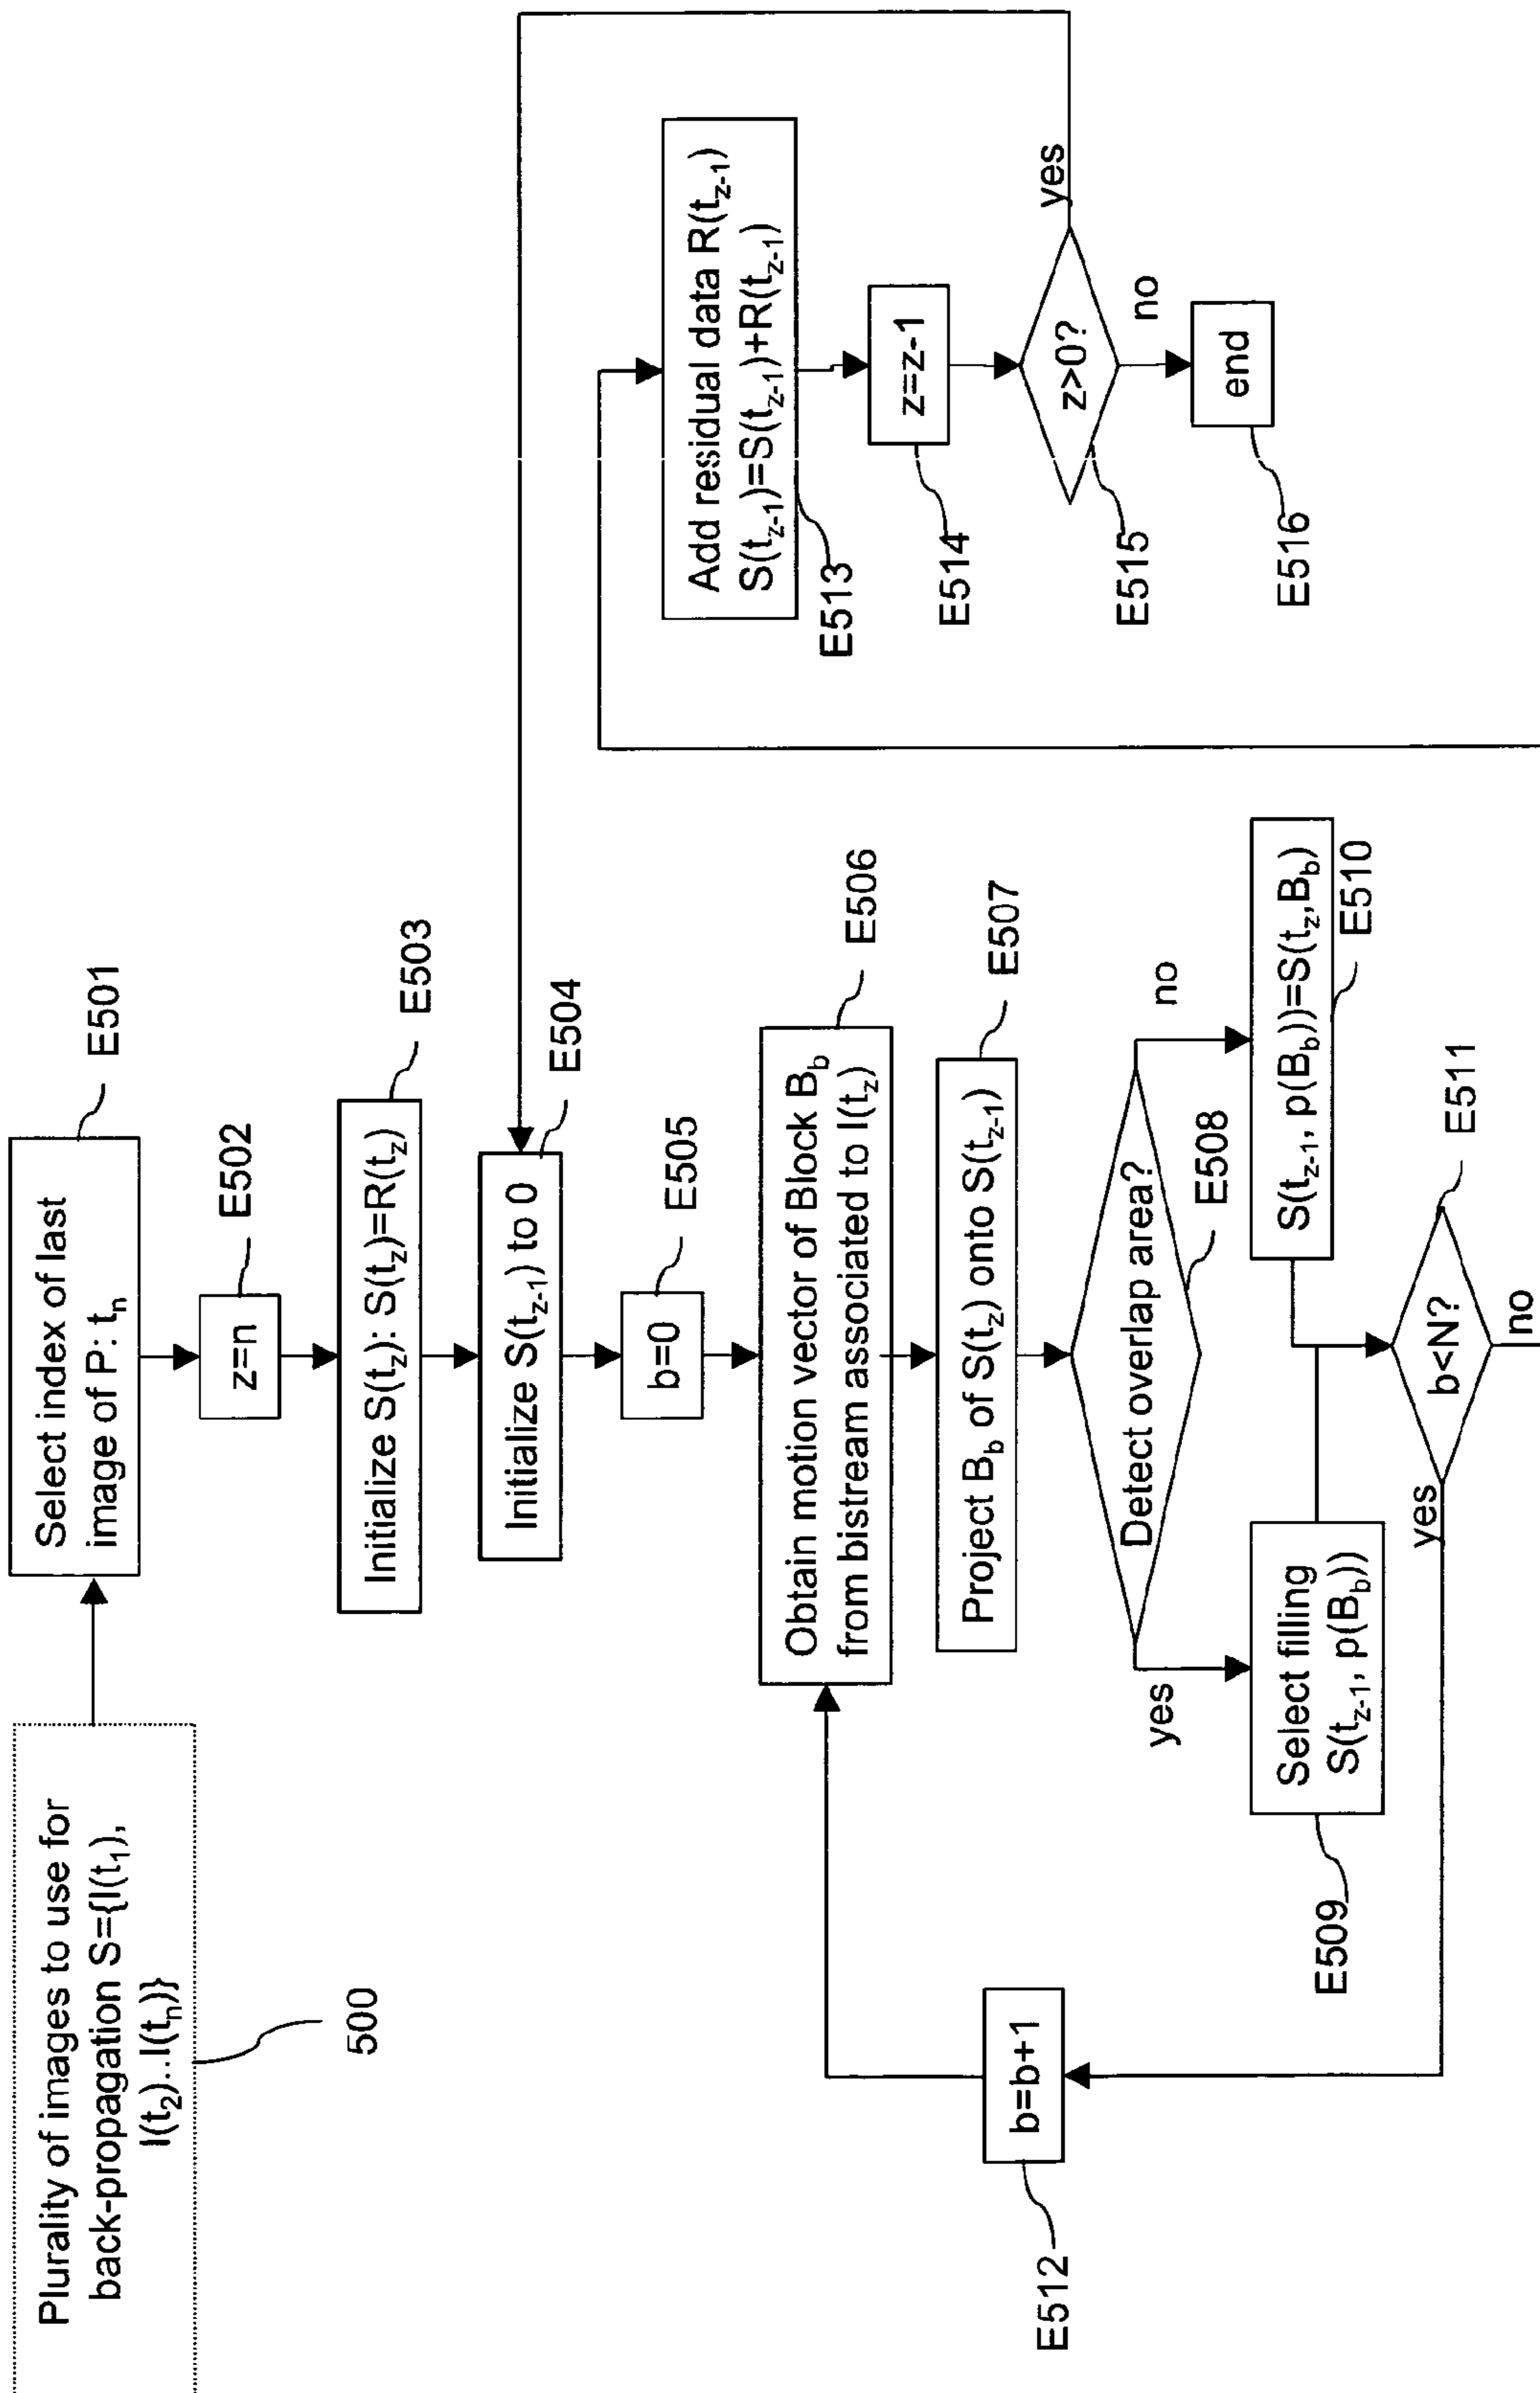 Plurality of images to use for
back-propagation S={I(t1),
I(t2)..I(tn)}
500
Select index of last
image of P: tn
E501
z=n
E502
Initialize S(tz): S(tz)=R(tz)
E503
Initialize S(tz-1) to 0
E504
b=0
E505
Obtain motion vector of Block Bb
from bistream associated to I(tz)
E506
Project Bb of S(tz) onto S(tz-1)
E507
Detect overlap area?
E508
yes
no
Select filling
S(tz-1, p(Bb))
E509
S(tz-1, p(Bb))=S(tz,Bb)
E510
b<N?
E511
yes
no
b=b+1
E512
Add residual data R(tz-1)
S(tz-1)=S(tz-1)+R(tz-1)
E513
z=z-1
E514
z>0?
E515
yes
no
end
E516